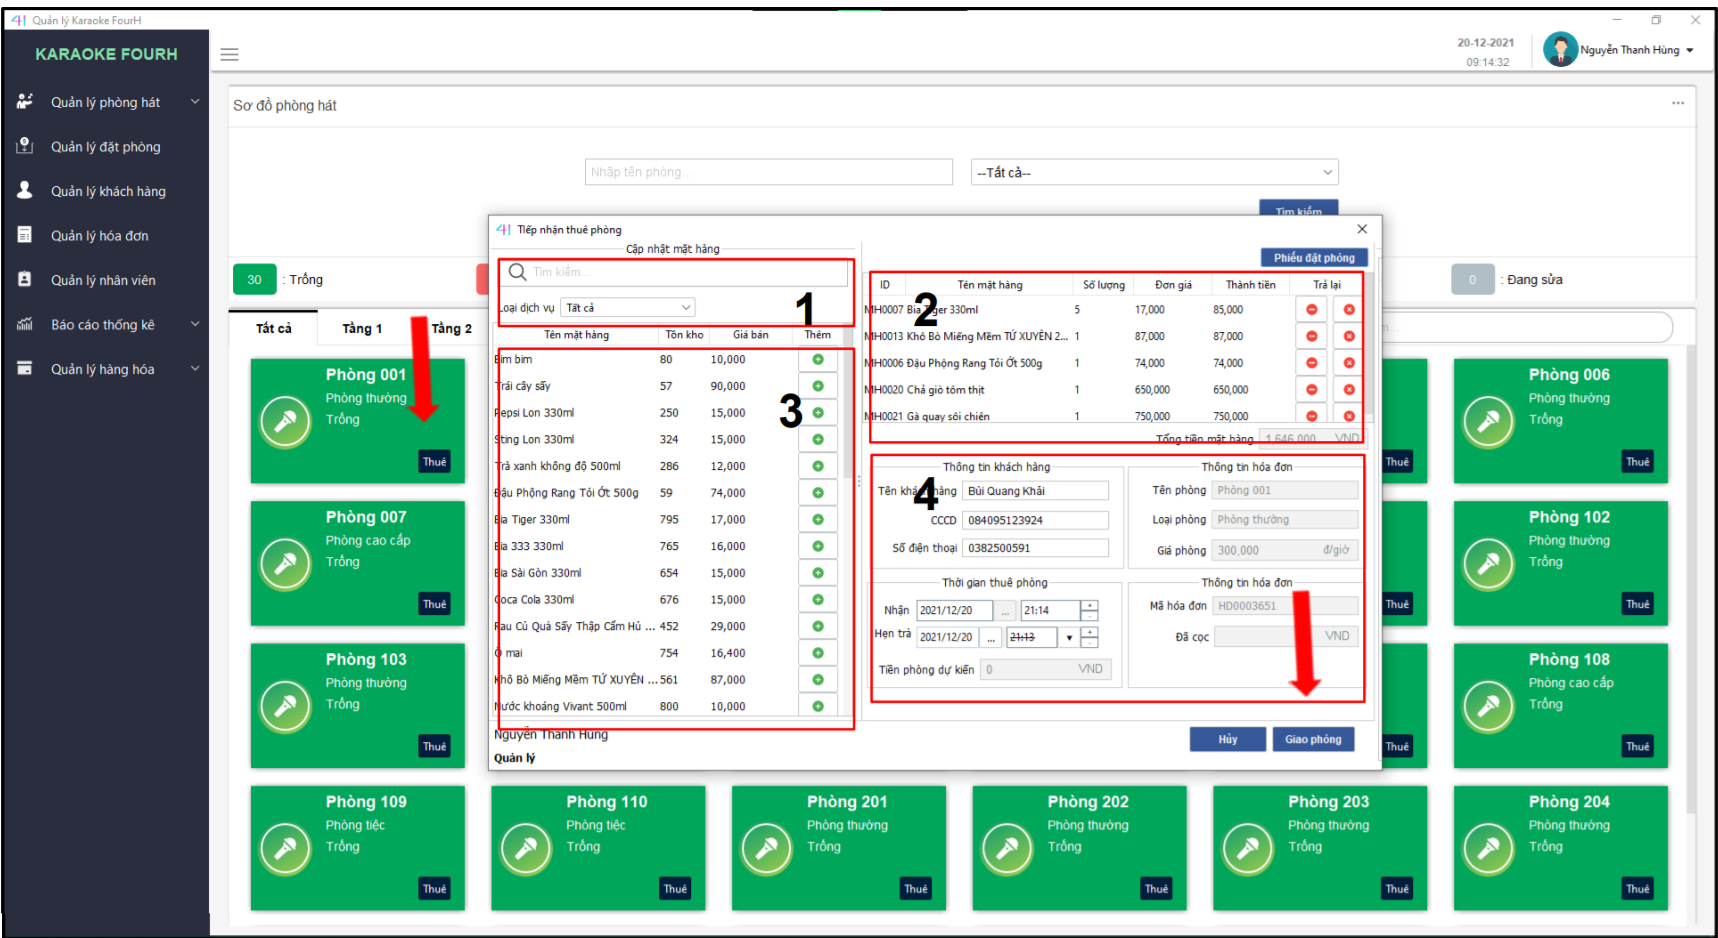 Quản lý Karaoke FourH
KARAOKE FOURH
20-12-2021
09:14:32
Nguyễn Thanh Hùng
Quản lý phòng hát
Quản lý đặt phòng
Quản lý khách hàng
Quản lý hóa đơn
Quản lý nhân viên
Báo cáo thống kê
Quản lý hàng hóa
Sơ đồ phòng hát
Nhập tên phòng...
--Tất cả--
Tìm kiếm
30 : Trống
0 : Đang sửa
Tất cả Tầng 1 Tầng 2
Phòng 001
Phòng thường
Trống
Thuê
Phòng 007
Phòng cao cấp
Trống
Thuê
Phòng 103
Phòng thường
Trống
Thuê
Tiếp nhận thuê phòng
Cập nhật mặt hàng
Tìm kiếm...
Loại dịch vụ Tất cả
1
Tên mặt hàng Tồn kho Giá bán Thêm
Bim bim 80 10,000
Trái cây sấy 57 90,000
Pepsi Lon 330ml 250 15,000
3
Sting Lon 330ml 324 15,000
Trà xanh không độ 500ml 286 12,000
Đậu Phộng Rang Tỏi Ớt 500g 59 74,000
Bia Tiger 330ml 795 17,000
Bia 333 330ml 765 16,000
Bia Sài Gòn 330ml 654 15,000
Coca Cola 330ml 676 15,000
Rau Củ Quả Sấy Thập Cẩm Hủ ... 452 29,000
Ô mai 754 16,400
Khô Bò Miếng Mềm TỨ XUYÊN ... 561 87,000
Nước khoáng Vivant 500ml 800 10,000
Nguyễn Thanh Hùng
Quản lý
Phiếu đặt phòng
ID Tên mặt hàng Số lượng Đơn giá Thành tiền Trả lại
2
MH0007 Bia Tiger 330ml 5 17,000 85,000
MH0013 Khô Bò Miếng Mềm TỨ XUYÊN 2... 1 87,000 87,000
MH0006 Đậu Phộng Rang Tỏi Ớt 500g 1 74,000 74,000
MH0020 Chả giò tôm thịt 1 650,000 650,000
MH0021 Gà quay sôi chiên 1 750,000 750,000
Tổng tiền mặt hàng 1,646,000 VND
4
Thông tin khách hàng
Tên khách hàng Bùi Quang Khải
CCCD 084095123924
Số điện thoại 0382500591
Thông tin hóa đơn
Tên phòng Phòng 001
Loại phòng Phòng thường
Giá phòng 300,000 đ/giờ
Thời gian thuê phòng
Nhận 2021/12/20 ... 21:14
Hẹn trả 2021/12/20 ... 21:13
Tiền phòng dự kiến 0 VND
Thông tin hóa đơn
Mã hóa đơn HD0003651
Đã cọc VND
Hủy Giao phòng
Thuê
Thuê
Thuê
Phòng 006
Phòng thường
Trống
Thuê
Phòng 102
Phòng thường
Trống
Thuê
Phòng 108
Phòng cao cấp
Trống
Thuê
Phòng 109
Phòng tiệc
Trống
Thuê
Phòng 110
Phòng tiệc
Trống
Thuê
Phòng 201
Phòng thường
Trống
Thuê
Phòng 202
Phòng thường
Trống
Thuê
Phòng 203
Phòng thường
Trống
Thuê
Phòng 204
Phòng thường
Trống
Thuê